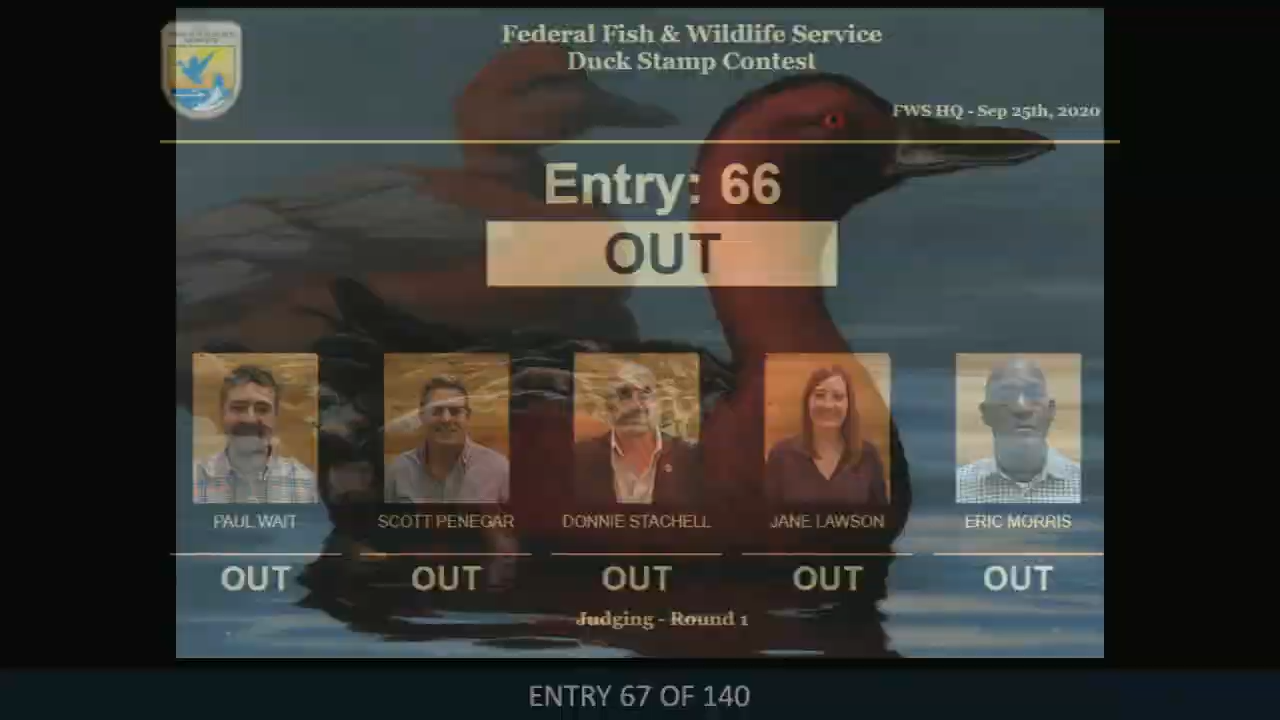 Federal Fish & Wildlife Service
Duck Stamp Contest
FWS HQ - Sep 25th, 2020
Entry: 66
OUT
PAUL WAIT
SCOTT PENEGAR
DONNIE STACHELL
JANE LAWSON
ERIC MORRIS
OUT
OUT
OUT
OUT
OUT
Judging - Round 1
ENTRY 67 OF 140